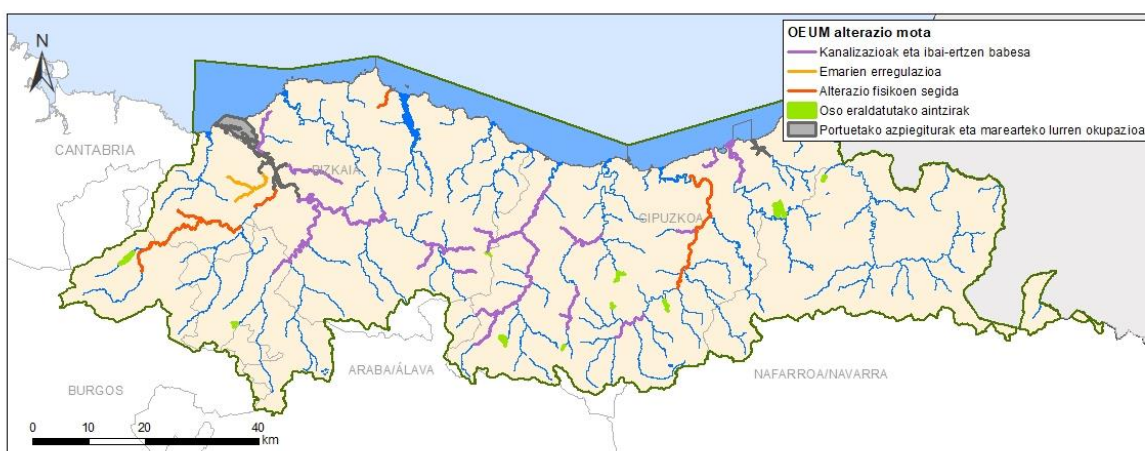 OEUM alterazio mota
Kanalizazioak eta ibai-ertzen babesa
Emarien erregulazioa
Alterazio fisikoen segida
Oso eraldatutako aintzirak
Portuetako azpiegiturak eta marearteko lurren okupazioa
N
CANTABRIA
BIZKAIA
GIPUZKOA
ARABA/ÁLAVA
NAFARROA/NAVARRA
BURGOS
0 10 20 40
km